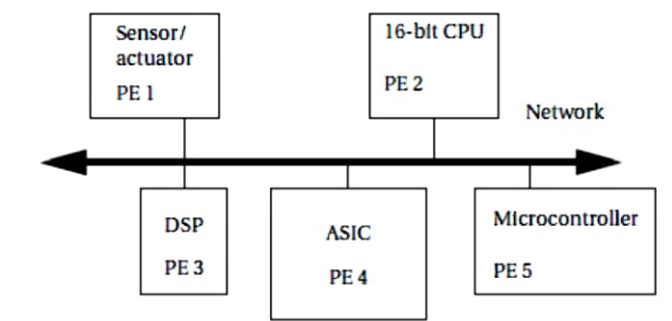 Sensor/
actuator
PE 1
16-bit CPU
PE 2
Network
DSP
PE 3
ASIC
PE 4
Microcontroller
PE 5